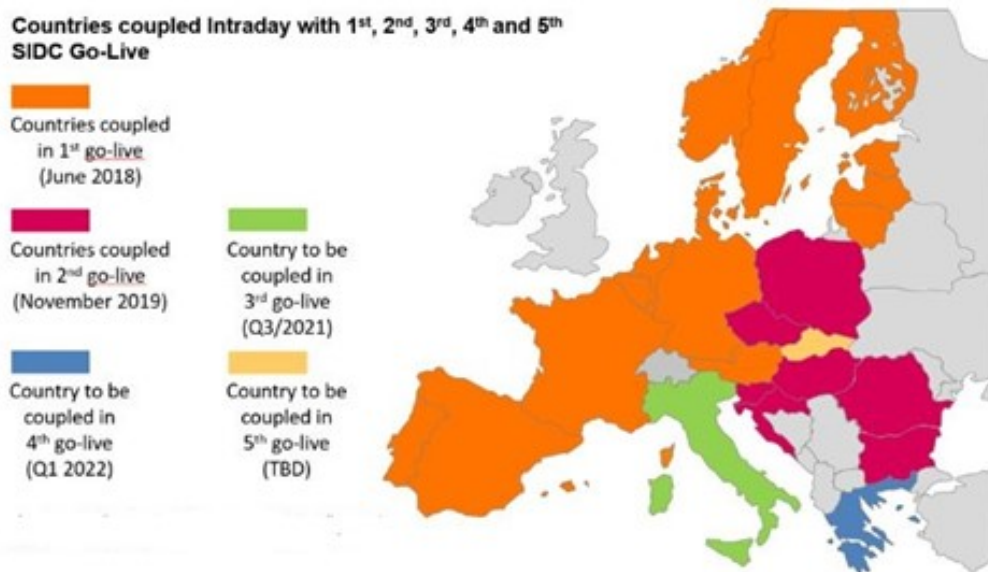 Countries coupled Intraday with 1st, 2nd, 3rd, 4th and 5th
SIDC Go-Live
Countries coupled
in 1st go-live
(June 2018)
Countries coupled
in 2nd go-live
(November 2019)
Country to be
coupled in
3rd go-live
(Q3/2021)
Country to be
coupled in
4th go-live
(Q1 2022)
Country to be
coupled in
5th go-live
(TBD)